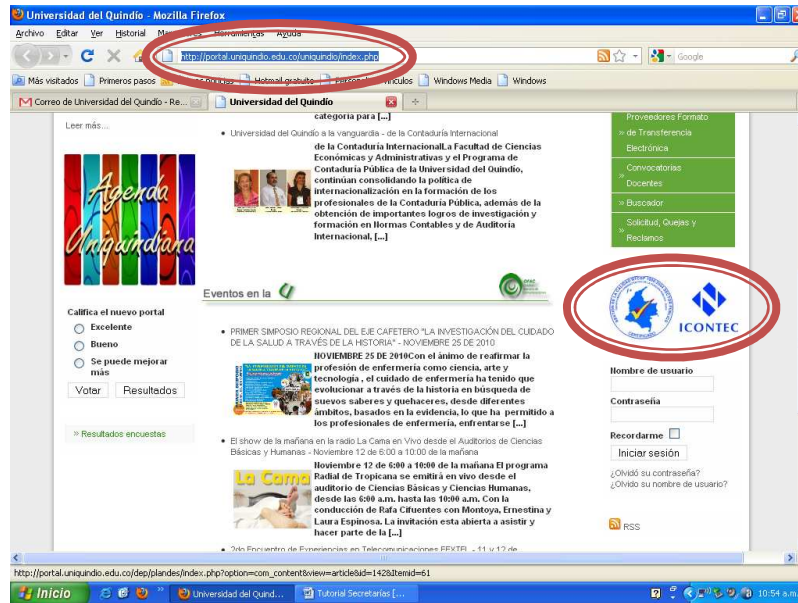 Universidad del Quindío - Mozilla Firefox
Archivo Editar Ver Historial Herramientas Ayuda
http://portal.uniquindio.edu.co/uniquindio/index.php
Google
Más visitados Primeros pasos Hotmail gratuito Windows Media Windows
Correo de Universidad del Quindío - Re...
Universidad del Quindío
Leer más...
Agenda
Uniquindiana
Califica el nuevo portal
Excelente
Bueno
Se puede mejorar
más
Votar Resultados
» Resultados encuestas
categoría para [...]
Universidad del Quindío a la vanguardia - de la Contaduría Internacional
de la Contaduría InternacionalLa Facultad de Ciencias
Económicas y Administrativas y el Programa de
Contaduría Pública de la Universidad del Quindío,
continúan consolidando la política de
internacionalización en la formación de los
profesionales de la Contaduría Pública, además de la
obtención de importantes logros de investigación y
formación en Normas Contables y de Auditoría
Internacional, [...]
Eventos en la
PRIMER SIMPOSIO REGIONAL DEL EJE CAFETERO "LA INVESTIGACIÓN DEL CUIDADO
DE LA SALUD A TRAVÉS DE LA HISTORIA" - NOVIEMBRE 25 DE 2010
NOVIEMBRE 25 DE 2010Con el ánimo de reafirmar la
profesión de enfermería como ciencia, arte y
tecnología , el cuidado de enfermería ha tenido que
evolucionar a través de la historia en búsqueda de
suevos saberes y quehaceres, desde diferentes
ámbitos, basados en la evidencia, lo que ha permitido a
los profesionales de enfermería, enfrentarse [...]
El show de la mañana en la radio La Cama en Vivo desde el Auditorios de Ciencias
Básicas y Humanas - Noviembre 12 de 6:00 a 10:00 de la mañana
La Cama
Noviembre 12 de 6:00 a 10:00 de la mañana El programa
Radial de Tropicana se emitirá en vivo desde el
auditorio de Ciencias Básicas y Ciencias Humanas,
desde las 6:00 a.m. hasta las 10:00 a.m. Con la
conducción de Rafa Cifuentes con Montoya, Ernestina y
Laura Espinosa. La invitación esta abierta a asistir y
hacer parte de la [...]
2do Encuentro de Experiencias en Telecomunicaciones EEXTEL - 11 y 12 de
Proveedores Formato
» de Transferencia
Electrónica
» Convocatorias
Docentes
» Buscador
» Solicitud, Quejas y
Reclamos
ICONTEC
Nombre de usuario
Contraseña
Recordarme
Iniciar sesión
¿Olvidó su contraseña?
¿Olvido su nombre de usuario?
RSS
http://portal.uniquindio.edu.co/dep/plandes/index.php?option=com_content&view=article&id=142&Itemid=61
Inicio
Universidad del Quind...
Tutorial Secretarías [...
10:54 a.m.